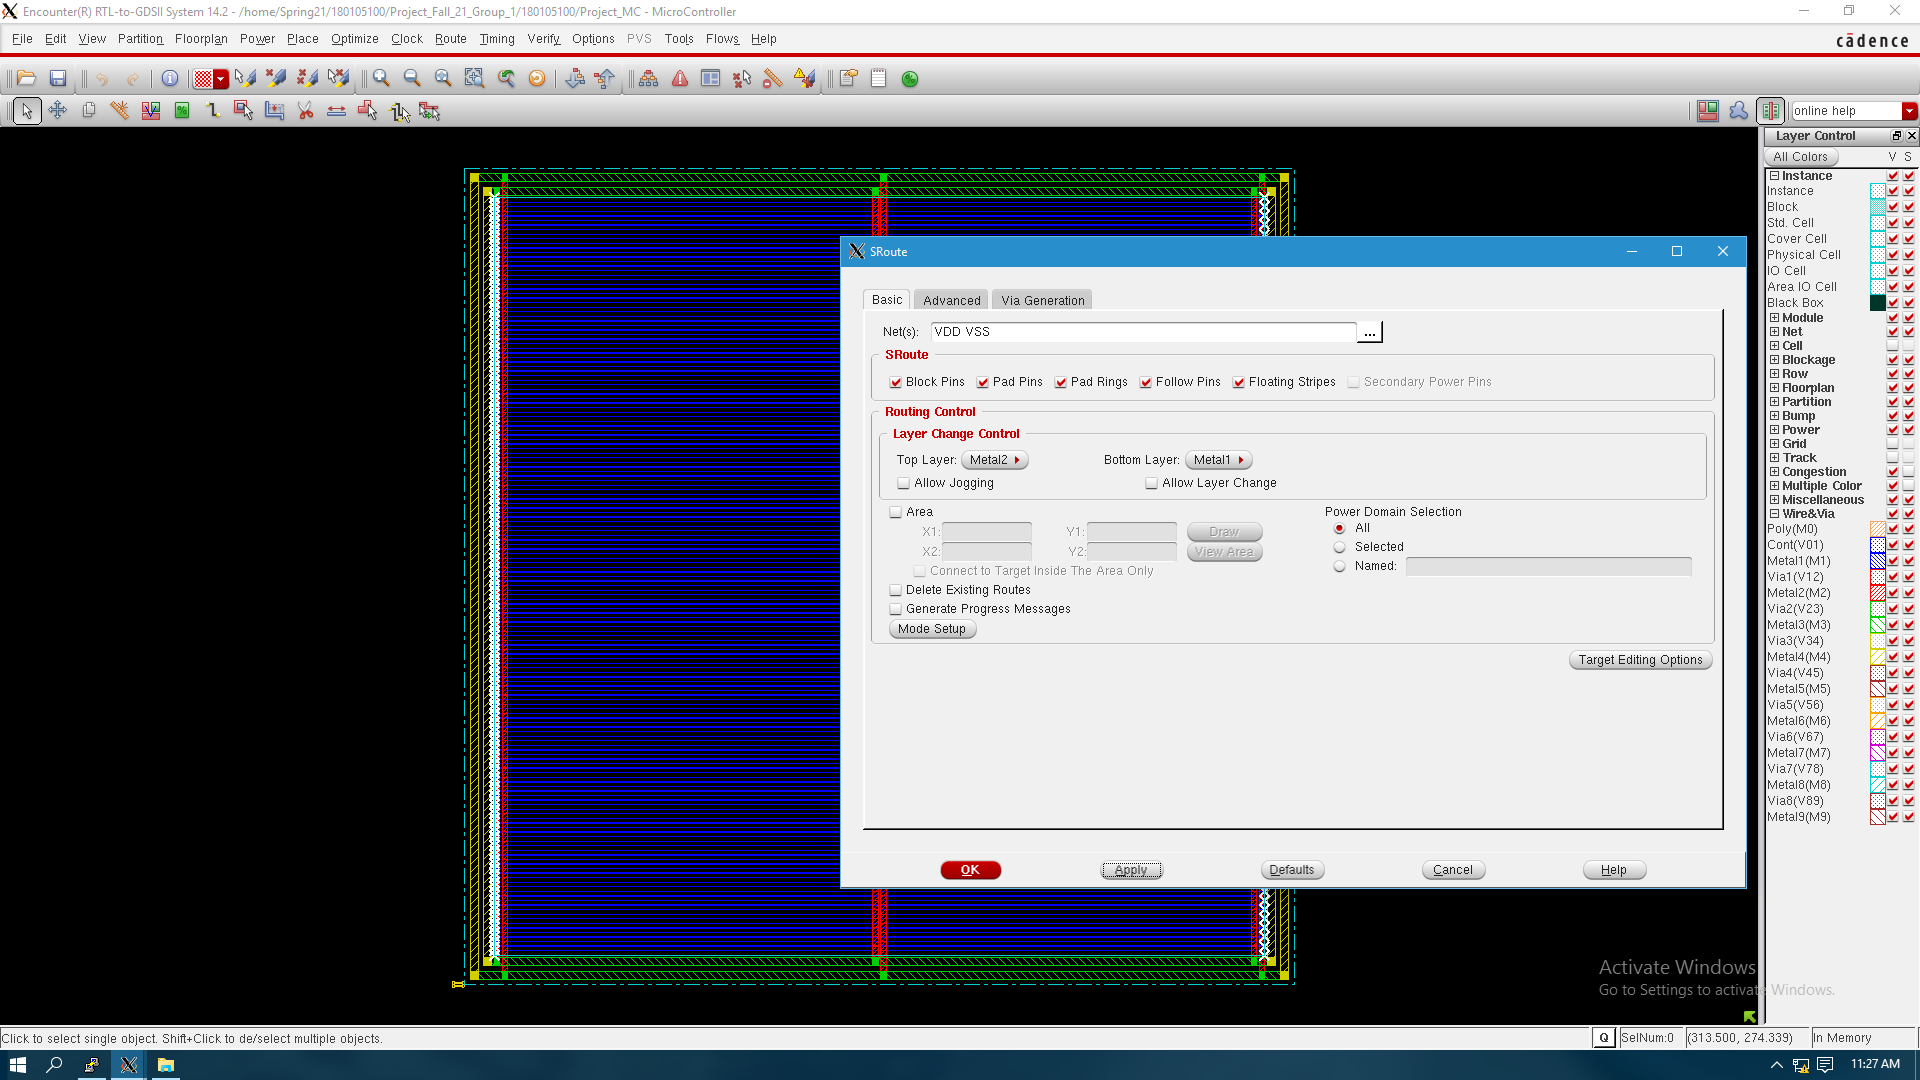 Encounter(R) RTL-to-GDSII System 14.2 - /home/Spring21/180105100/Project_Fall_21_Group_1/180105100/Project_MC - MicroController
File Edit View Partition Floorplan Power Place Optimize Clock Route Timing Verify Options PVS Tools Flows Help
cādence
online help
Layer Control
All Colors V S
Instance
Instance
Block
Std. Cell
Cover Cell
Physical Cell
IO Cell
Area IO Cell
Black Box
Module
Net
Cell
Blockage
Row
Floorplan
Partition
Bump
Power
Grid
Track
Congestion
Multiple Color
Miscellaneous
Wire&Via
Poly(M0)
Cont(V01)
Metal1(M1)
Via1(V12)
Metal2(M2)
Via2(V23)
Metal3(M3)
Via3(V34)
Metal4(M4)
Via4(V45)
Metal5(M5)
Via5(V56)
Metal6(M6)
Via6(V67)
Metal7(M7)
Via7(V78)
Metal8(M8)
Via8(V89)
Metal9(M9)
SRoute
Basic Advanced Via Generation
Net(s): VDD VSS ...
SRoute
Block Pins Pad Pins Pad Rings Follow Pins Floating Stripes Secondary Power Pins
Routing Control
Layer Change Control
Top Layer: Metal2 Bottom Layer: Metal1
Allow Jogging Allow Layer Change
Area Power Domain Selection
X1: Y1: Draw All
X2: Y2: View Area Selected
Connect to Target Inside The Area Only Named:
Delete Existing Routes
Generate Progress Messages
Mode Setup
Target Editing Options
OK Apply Defaults Cancel Help
Activate Windows
Go to Settings to activate Windows.
Click to select single object. Shift+Click to de/select multiple objects. Q SelNum:0 (313.500, 274.339) In Memory
11:27 AM